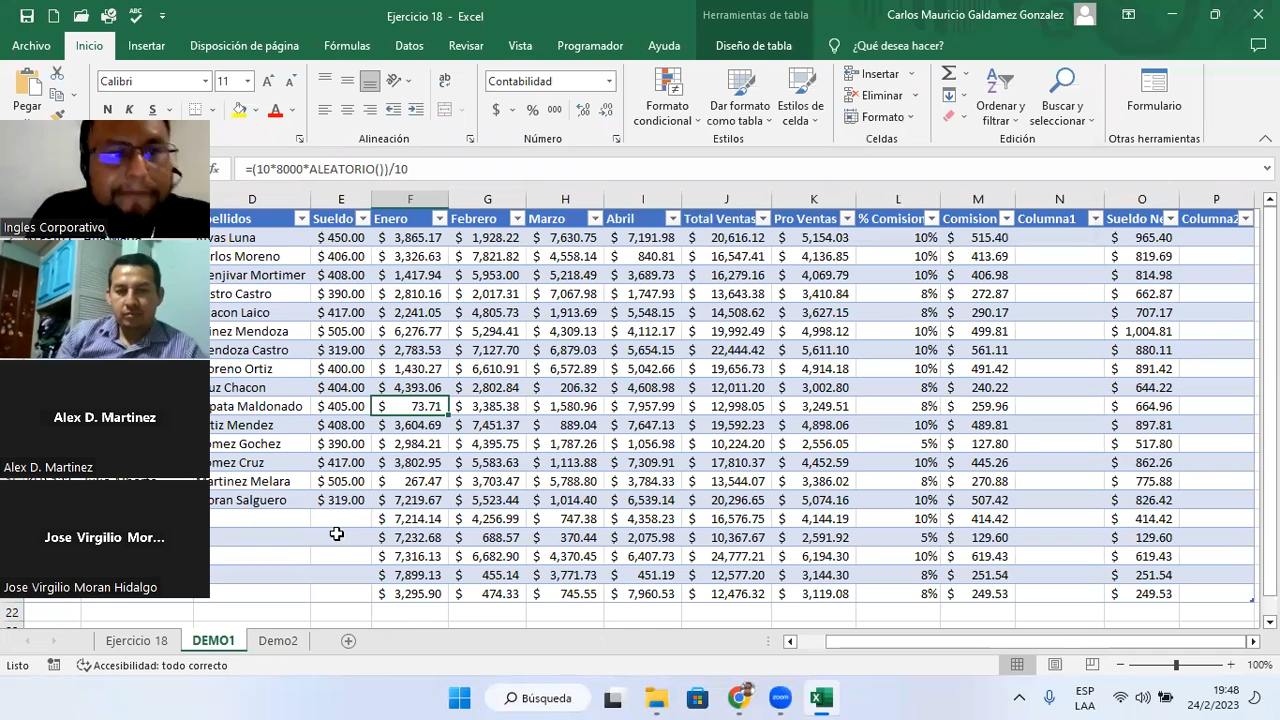 Ejercicio 18 - Excel
Herramientas de tabla
Carlos Mauricio Galdamez Gonzalez
Archivo Inicio Insertar Disposición de página Fórmulas Datos Revisar Vista Programador Ayuda Diseño de tabla ¿Qué desea hacer?
Pegar
Calibri 11
N K S
Alineación
Contabilidad
$ % 000
Número
Formato condicional
Dar formato como tabla
Estilos de celda
Estilos
Insertar
Eliminar
Formato
Celdas
Ordenar y filtrar
Buscar y seleccionar
Edición
Formulario
Otras herramientas
=(10*8000*ALEATORIO())/10
D E F G H I J K L M N O P
Sueldo Enero Febrero Marzo Abril Total Ventas Pro Ventas % Comision Comision Columna1 Sueldo Ne Columna2
Luna $ 450.00 $ 3,865.17 $ 1,928.22 $ 7,630.75 $ 7,191.98 $ 20,616.12 $ 5,154.03 10% $ 515.40 $ 965.40
Moreno $ 406.00 $ 3,326.63 $ 7,821.82 $ 4,558.14 $ 840.81 $ 16,547.41 $ 4,136.85 10% $ 413.69 $ 819.69
Mortimer $ 408.00 $ 1,417.94 $ 5,953.00 $ 5,218.49 $ 3,689.73 $ 16,279.16 $ 4,069.79 10% $ 406.98 $ 814.98
Castro $ 390.00 $ 2,810.16 $ 2,017.31 $ 7,067.98 $ 1,747.93 $ 13,643.38 $ 3,410.84 8% $ 272.87 $ 662.87
Laico $ 417.00 $ 2,241.05 $ 4,805.73 $ 1,913.69 $ 5,548.15 $ 14,508.62 $ 3,627.15 8% $ 290.17 $ 707.17
Mendoza $ 505.00 $ 6,276.77 $ 5,294.41 $ 4,309.13 $ 4,112.17 $ 19,992.49 $ 4,998.12 10% $ 499.81 $ 1,004.81
Castro $ 319.00 $ 2,783.53 $ 7,127.70 $ 6,879.03 $ 5,654.15 $ 22,444.42 $ 5,611.10 10% $ 561.11 $ 880.11
Ortiz $ 400.00 $ 1,430.27 $ 6,610.91 $ 6,572.89 $ 5,042.66 $ 19,656.73 $ 4,914.18 10% $ 491.42 $ 891.42
Chacon $ 404.00 $ 4,393.06 $ 2,802.84 $ 206.32 $ 4,608.98 $ 12,011.20 $ 3,002.80 8% $ 240.22 $ 644.22
Maldonado $ 405.00 $ 73.71 $ 3,385.38 $ 1,580.96 $ 7,957.99 $ 12,998.05 $ 3,249.51 8% $ 259.96 $ 664.96
Mendez $ 408.00 $ 3,604.69 $ 7,451.37 $ 889.04 $ 7,647.13 $ 19,592.23 $ 4,898.06 10% $ 489.81 $ 897.81
Gochez $ 390.00 $ 2,984.21 $ 4,395.75 $ 1,787.26 $ 1,056.98 $ 10,224.20 $ 2,556.05 5% $ 127.80 $ 517.80
Cruz $ 417.00 $ 3,802.95 $ 5,583.63 $ 1,113.88 $ 7,309.91 $ 17,810.37 $ 4,452.59 10% $ 445.26 $ 862.26
Martinez Melara $ 505.00 $ 267.47 $ 3,703.47 $ 5,788.80 $ 3,784.33 $ 13,544.07 $ 3,386.02 8% $ 270.88 $ 775.88
Salguero $ 319.00 $ 7,219.67 $ 5,523.44 $ 1,014.40 $ 6,539.14 $ 20,296.65 $ 5,074.16 10% $ 507.42 $ 826.42
$ 7,214.14 $ 4,256.99 $ 747.38 $ 4,358.23 $ 16,576.75 $ 4,144.19 10% $ 414.42 $ 414.42
$ 7,232.68 $ 688.57 $ 370.44 $ 2,075.98 $ 10,367.67 $ 2,591.92 5% $ 129.60 $ 129.60
$ 7,316.13 $ 6,682.90 $ 4,370.45 $ 6,407.73 $ 24,777.21 $ 6,194.30 10% $ 619.43 $ 619.43
$ 7,899.13 $ 455.14 $ 3,771.73 $ 451.19 $ 12,577.20 $ 3,144.30 8% $ 251.54 $ 251.54
$ 3,295.90 $ 474.33 $ 745.55 $ 7,960.53 $ 12,476.32 $ 3,119.08 8% $ 249.53 $ 249.53
22
Ingles Corporativo
Alex D. Martinez
Alex D. Martinez
Jose Virgilio Mor...
Jose Virgilio Moran Hidalgo
Ejercicio 18 DEMO1 Demo2
Listo Accesibilidad: todo correcto 100%
Búsqueda
ESP
LAA
19:48
24/2/2023